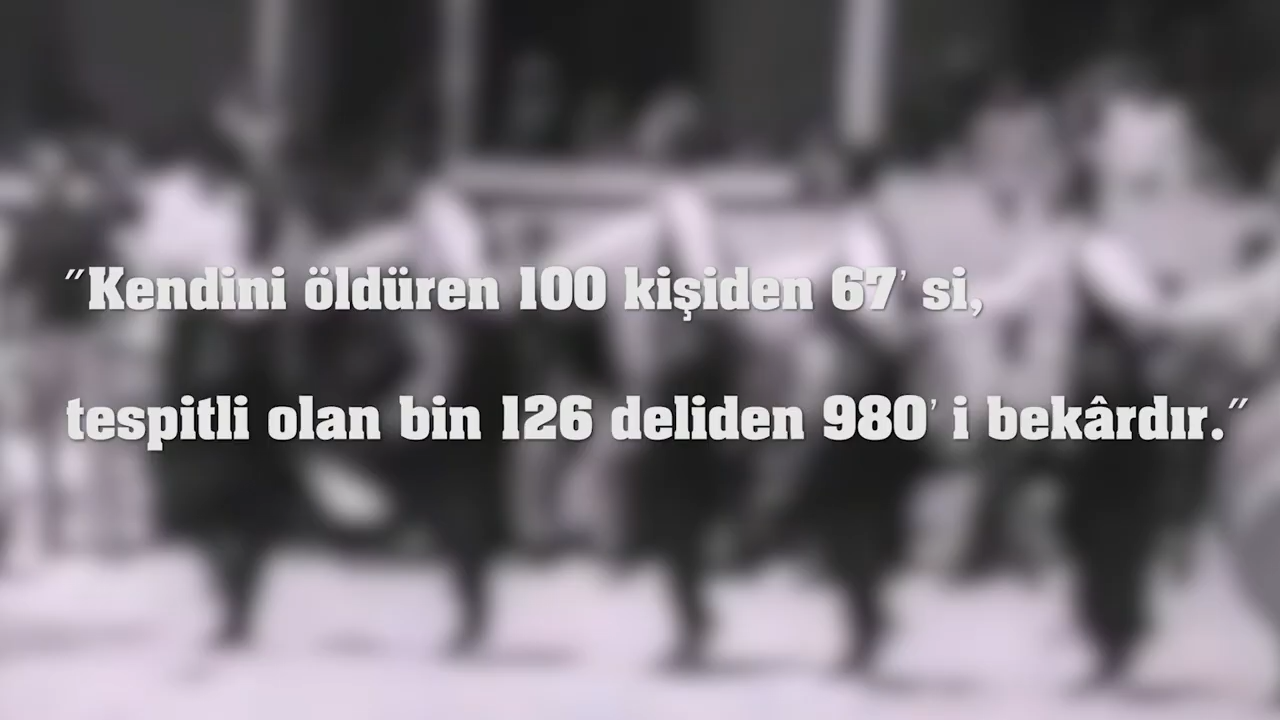 "Kendini öldüren 100 kişiden 67' si,
tespitli olan bin 126 deliden 980' i bekârdır."